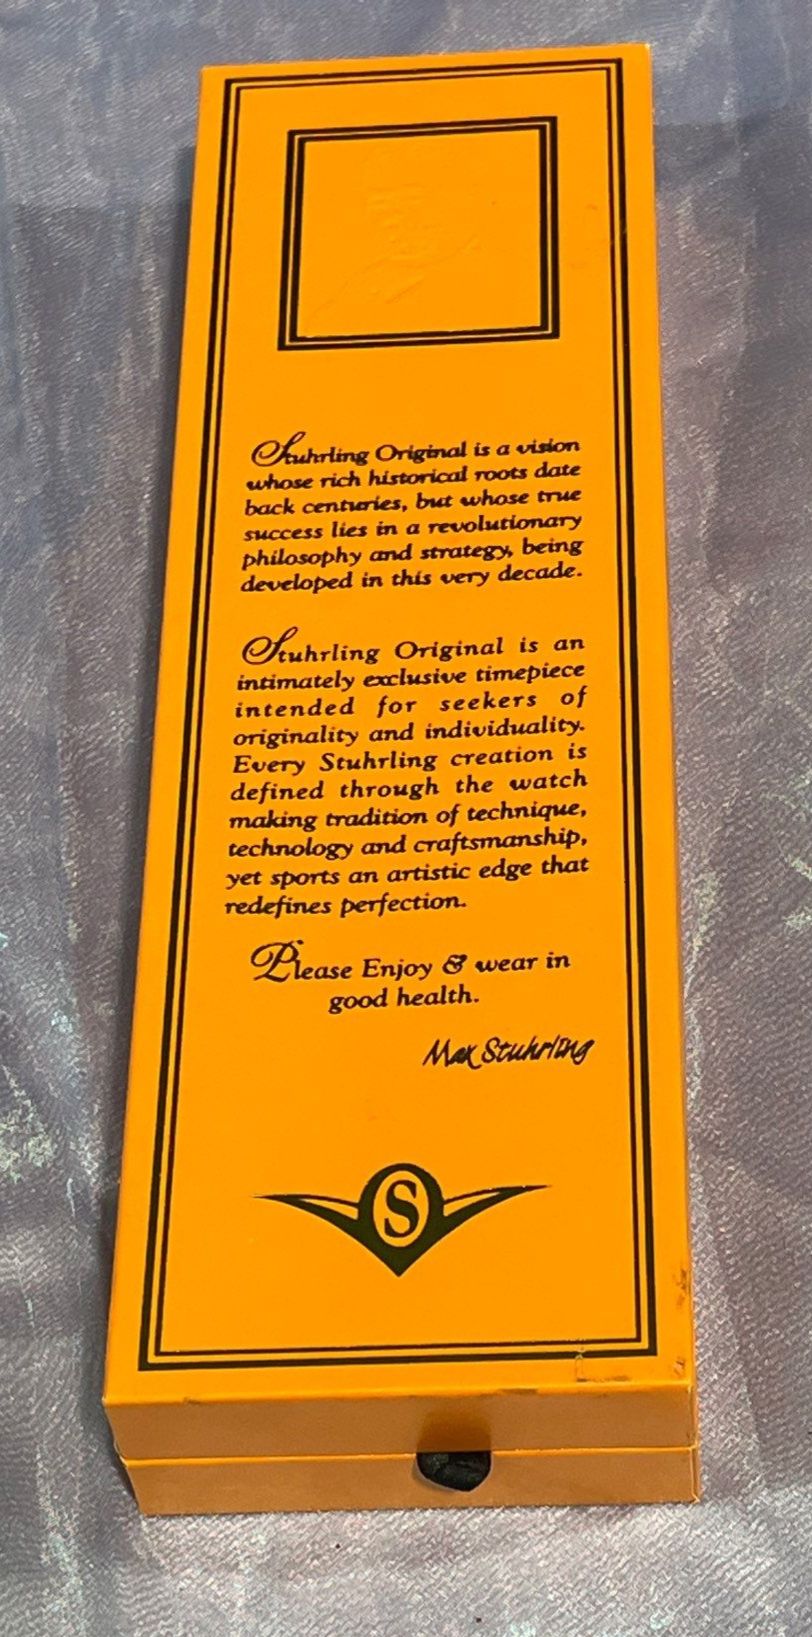 Stuhrling Original is a vision
whose rich historical roots date
back centuries, but whose true
success lies in a revolutionary
philosophy and strategy, being
developed in this very decade.
Stuhrling Original is an
intimately exclusive timepiece
intended for seekers of
originality and individuality.
Every Stuhrling creation is
defined through the watch
making tradition of technique,
technology and craftsmanship,
yet sports an artistic edge that
redefines perfection.
Please Enjoy & wear in
good health.
Max Stuhrling
S